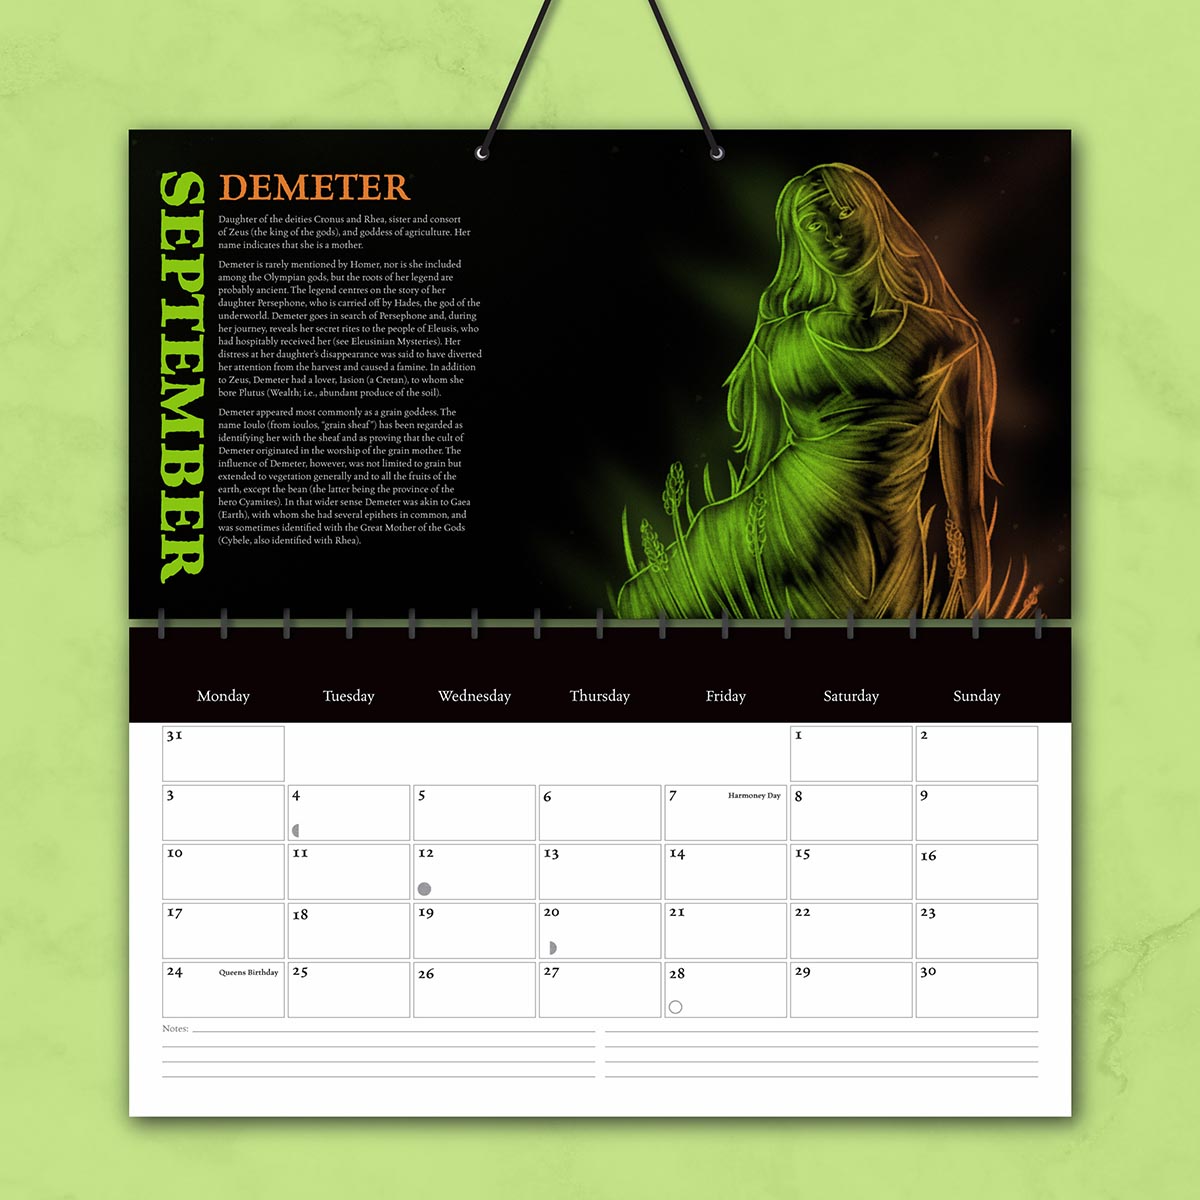 SEPTEMBER
DEMETER
Daughter of the deities Cronus and Rhea, sister and consort
of Zeus (the king of the gods), and goddess of agriculture. Her
name indicates that she is a mother.
Demeter is rarely mentioned by Homer, nor is she included
among the Olympian gods, but the roots of her legend are
probably ancient. The legend centres on the story of her
daughter Persephone, who is carried off by Hades, the god of the
underworld. Demeter goes in search of Persephone and, during
her journey, reveals her secret rites to the people of Eleusis, who
had hospitably received her (see Eleusinian Mysteries). Her
distress at her daughter's disappearance was said to have diverted
her attention from the harvest and caused a famine. In addition
to Zeus, Demeter had a lover, Iasion (a Cretan), to whom she
bore Plutus (Wealth; i.e., abundant produce of the soil).
Demeter appeared most commonly as a grain goddess. The
name Ioulo (from ioulos, "grain sheaf") has been regarded as
identifying her with the sheaf and as proving that the cult of
Demeter originated in the worship of the grain mother. The
influence of Demeter, however, was not limited to grain but
extended to vegetation generally and to all the fruits of the
earth, except the bean (the latter being the province of the
hero Cyamites). In that wider sense Demeter was akin to Gaea
(Earth), with whom she had several epithets in common, and
was sometimes identified with the Great Mother of the Gods
(Cybele, also identified with Rhea).
Monday Tuesday Wednesday Thursday Friday Saturday Sunday
31 1 2
3 4 5 6 7 Harmoney Day 8 9
10 11 12 13 14 15 16
17 18 19 20 21 22 23
24 Queens Birthday 25 26 27 28 29 30
Notes: